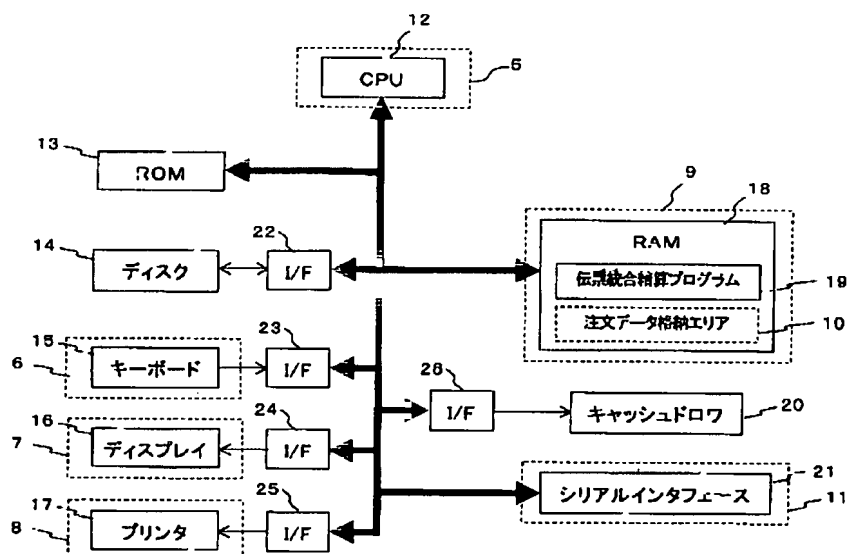 12
CPU
5
13
ROM
9
18
RAM
22
14
ディスク
I/F
伝票統合精算プログラム
19
注文データ格納エリア
10
15
23
6
キーボード
I/F
28
I/F
キャッシュドロワ
20
16
24
7
ディスプレイ
I/F
21
シリアルインタフェース
11
17
25
8
プリンタ
I/F